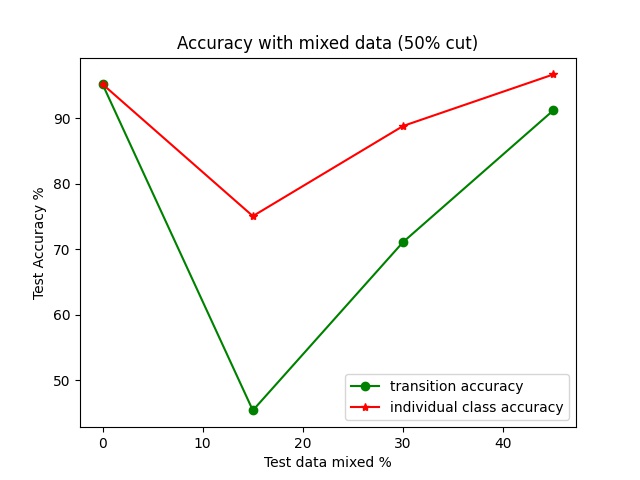 Accuracy with mixed data (50% cut)
90
80
70
60
50
Test Accuracy %
0
10
20
30
40
Test data mixed %
transition accuracy
individual class accuracy